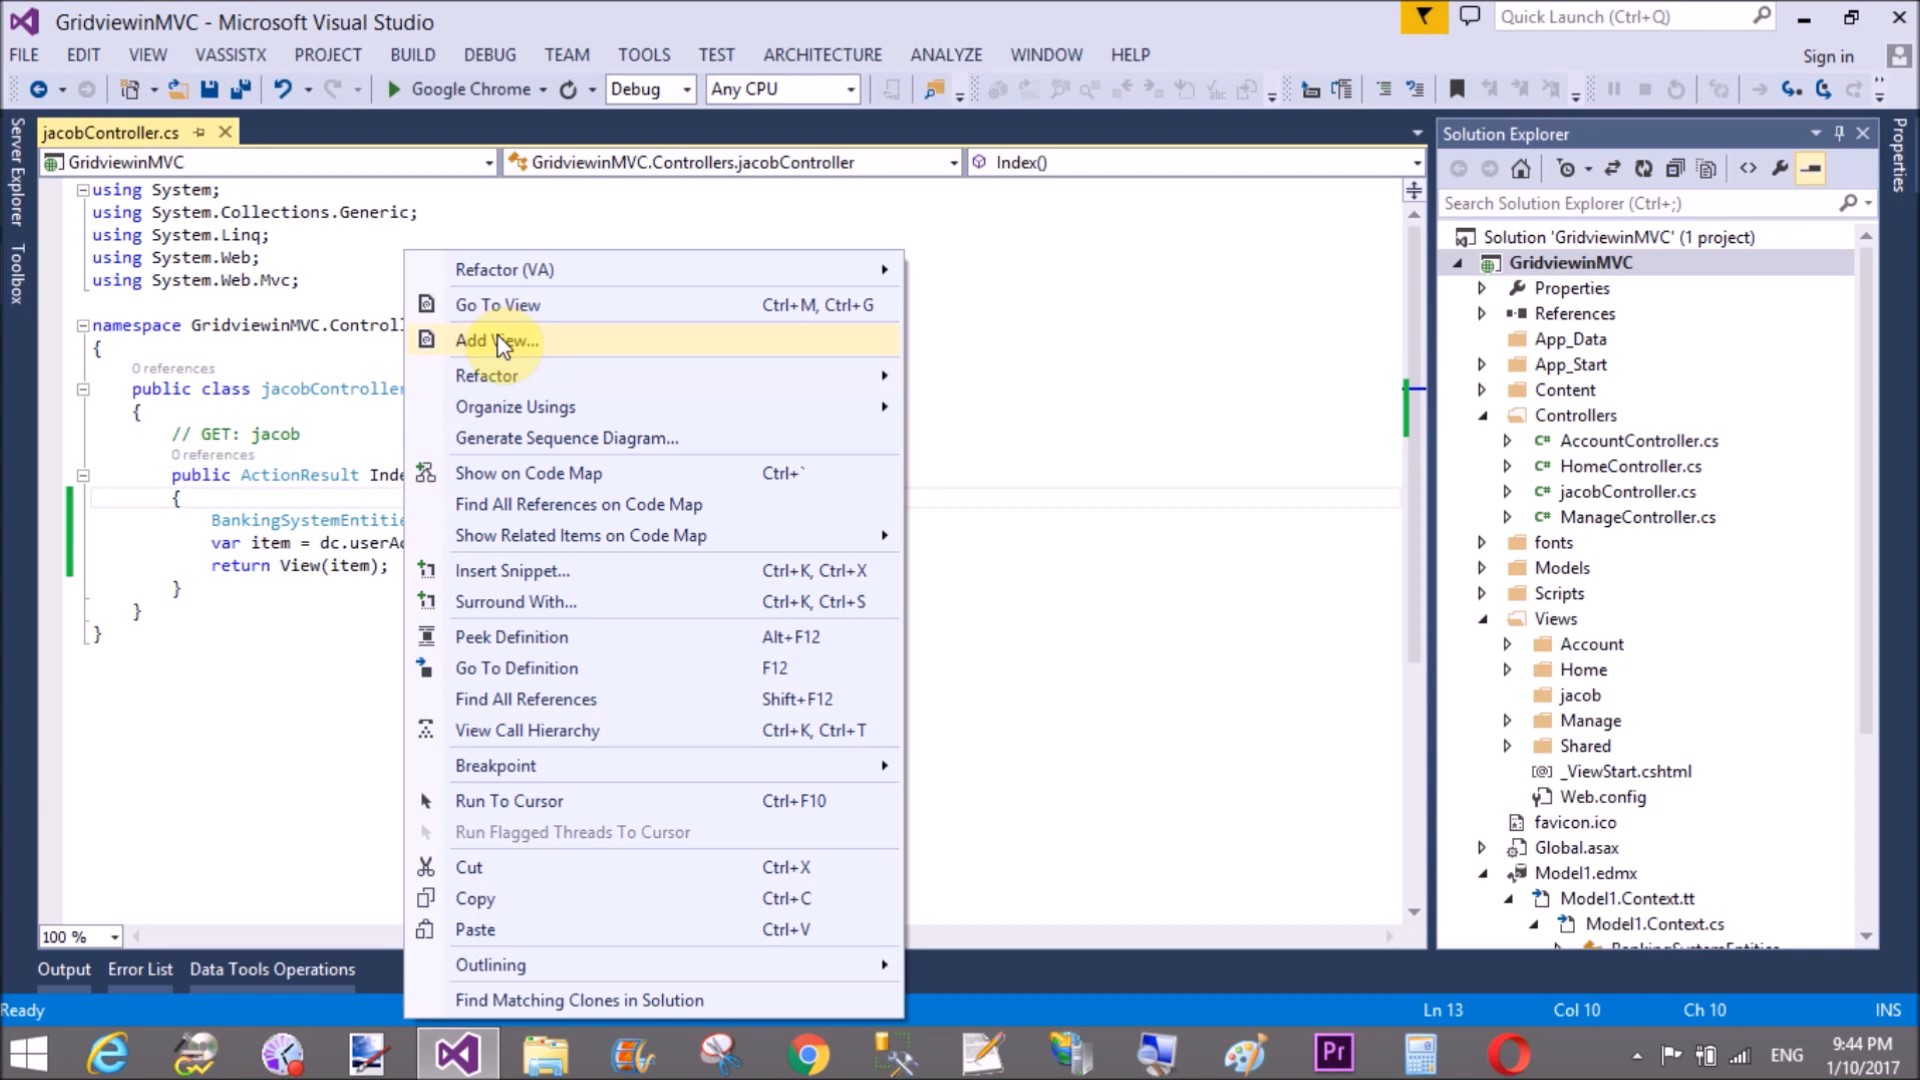 GridviewinMVC - Microsoft Visual Studio
Quick Launch (Ctrl+Q)
FILE EDIT VIEW VASSISTX PROJECT BUILD DEBUG TEAM TOOLS TEST ARCHITECTURE ANALYZE WINDOW HELP
Sign in
Google Chrome Debug Any CPU
Server Explorer
Toolbox
jacobController.cs
GridviewinMVC
GridviewinMVC.Controllers.jacobController
Index()
using System;
using System.Collections.Generic;
using System.Linq;
using System.Web;
using System.Web.Mvc;
namespace GridviewinMVC.Controll
{
0 references
public class jacobController
{
// GET: jacob
0 references
public ActionResult Inde
{
BankingSystemEntitie
var item = dc.userAc
return View(item);
}
}
}
100 %
Refactor (VA)
Go To View Ctrl+M, Ctrl+G
Add View...
Refactor
Organize Usings
Generate Sequence Diagram...
Show on Code Map Ctrl+`
Find All References on Code Map
Show Related Items on Code Map
Insert Snippet... Ctrl+K, Ctrl+X
Surround With... Ctrl+K, Ctrl+S
Peek Definition Alt+F12
Go To Definition F12
Find All References Shift+F12
View Call Hierarchy Ctrl+K, Ctrl+T
Breakpoint
Run To Cursor Ctrl+F10
Run Flagged Threads To Cursor
Cut Ctrl+X
Copy Ctrl+C
Paste Ctrl+V
Outlining
Find Matching Clones in Solution
Solution Explorer
Search Solution Explorer (Ctrl+;)
Solution 'GridviewinMVC' (1 project)
GridviewinMVC
Properties
References
App_Data
App_Start
Content
Controllers
C# AccountController.cs
C# HomeController.cs
C# jacobController.cs
C# ManageController.cs
fonts
Models
Scripts
Views
Account
Home
jacob
Manage
Shared
[@] _ViewStart.cshtml
Web.config
favicon.ico
Global.asax
Model1.edmx
Model1.Context.tt
Model1.Context.cs
BankingSystemEntities
Properties
Output Error List Data Tools Operations
Ready
Ln 13 Col 10 Ch 10 INS
Pr
ENG
9:44 PM
1/10/2017